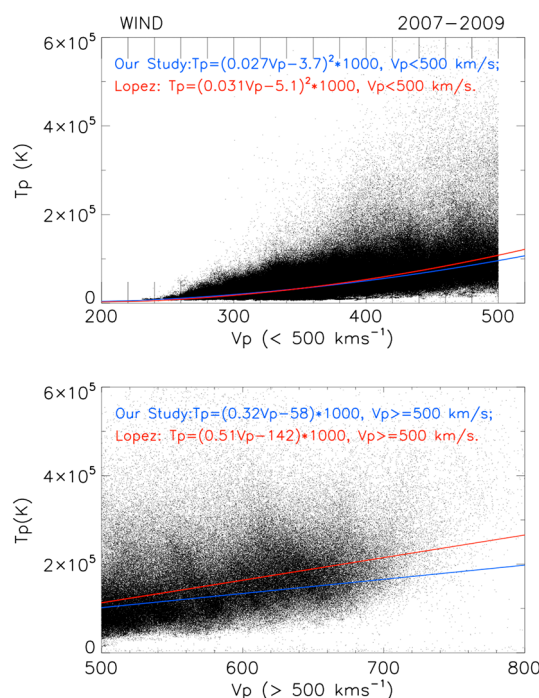 WIND 2007−2009
6×10⁵
Our Study:Tp=(0.027Vp−3.7)²*1000, Vp<500 km/s;
Lopez: Tp=(0.031Vp−5.1)²*1000, Vp<500 km/s.
4×10⁵
Tp (K)
2×10⁵
0
200 300 400 500
Vp (< 500 kms⁻¹)
6×10⁵
Our Study:Tp=(0.32Vp−58)*1000, Vp>=500 km/s;
Lopez: Tp=(0.51Vp−142)*1000, Vp>=500 km/s.
4×10⁵
Tp(K)
2×10⁵
0
500 600 700 800
Vp (> 500 kms⁻¹)